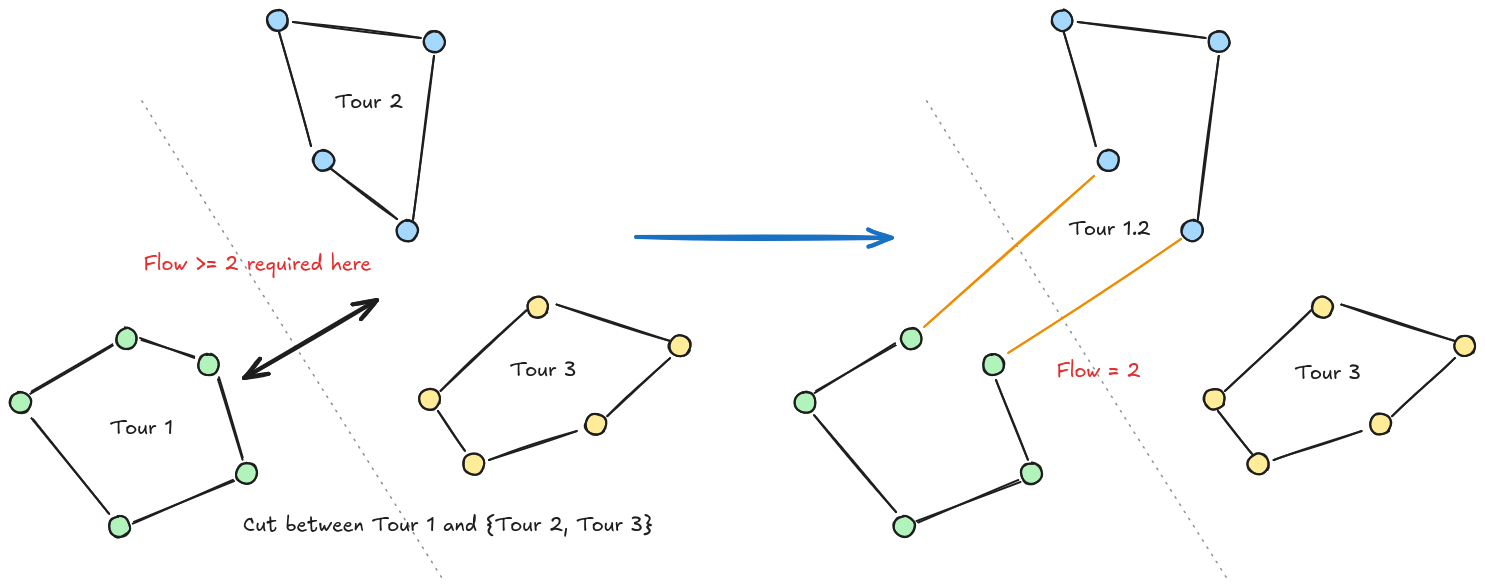 Tour 2
Flow >= 2 required here
Tour 1
Tour 3
Cut between Tour 1 and {Tour 2, Tour 3}
Tour 1.2
Flow = 2
Tour 3